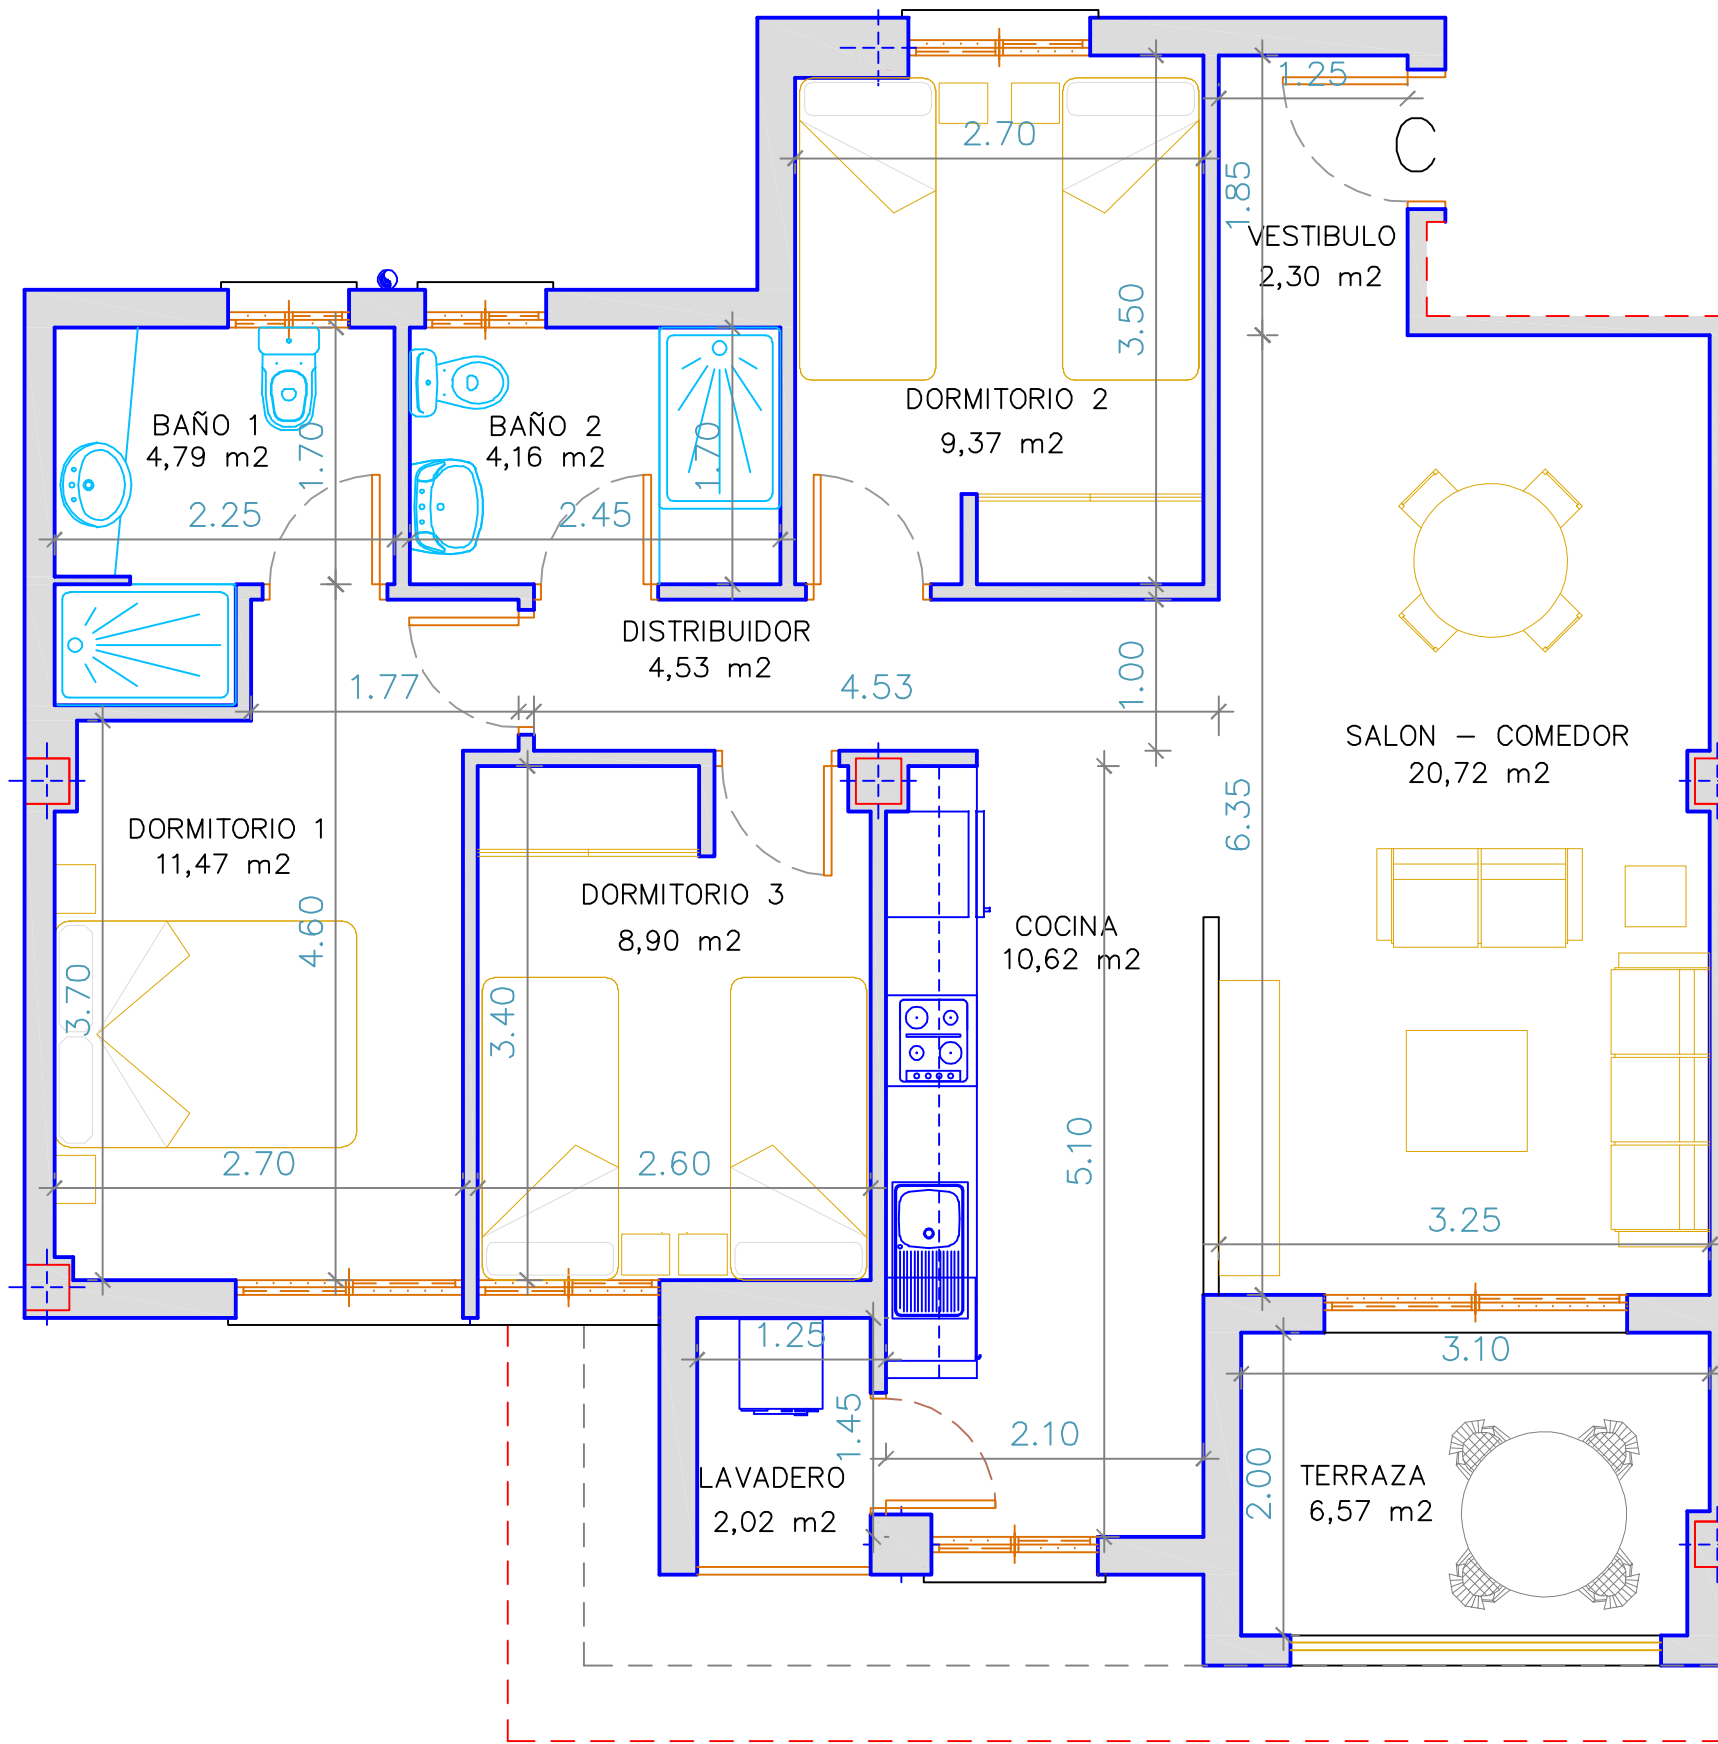 1.25
C
2.70
1.85
VESTIBULO
2,30 m2
3.50
DORMITORIO 2
9,37 m2
BAÑO 1
4,79 m2
1.70
2.25
BAÑO 2
4,16 m2
1.70
2.45
DISTRIBUIDOR
4,53 m2
1.77
4.53
1.00
SALON - COMEDOR
20,72 m2
6.35
DORMITORIO 1
11,47 m2
4.60
3.70
2.70
DORMITORIO 3
8,90 m2
3.40
2.60
COCINA
10,62 m2
5.10
3.25
1.25
1.45
2.10
LAVADERO
2,02 m2
3.10
2.00
TERRAZA
6,57 m2